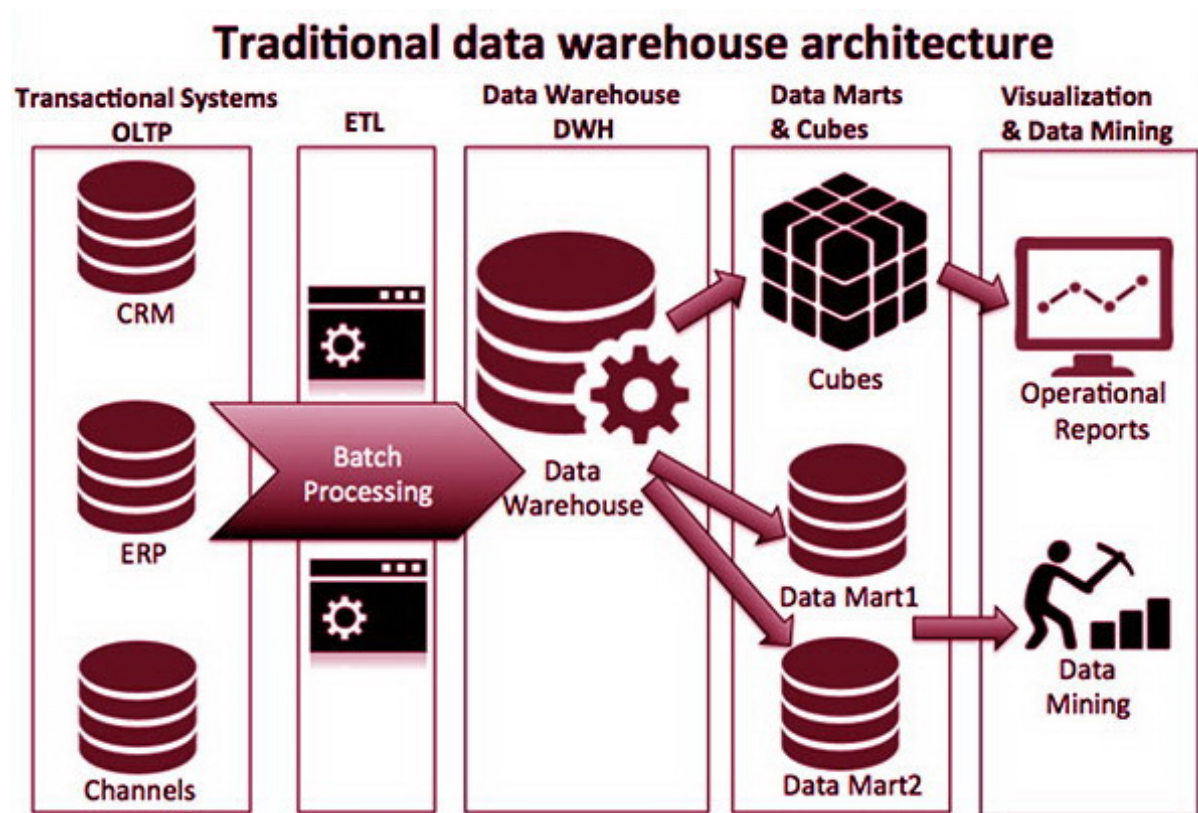 Traditional data warehouse architecture
Transactional Systems
OLTP
ETL
Data Warehouse
DWH
Data Marts
& Cubes
Visualization
& Data Mining
CRM
ERP
Channels
Batch
Processing
Data
Warehouse
Cubes
Data Mart1
Data Mart2
Operational
Reports
Data
Mining